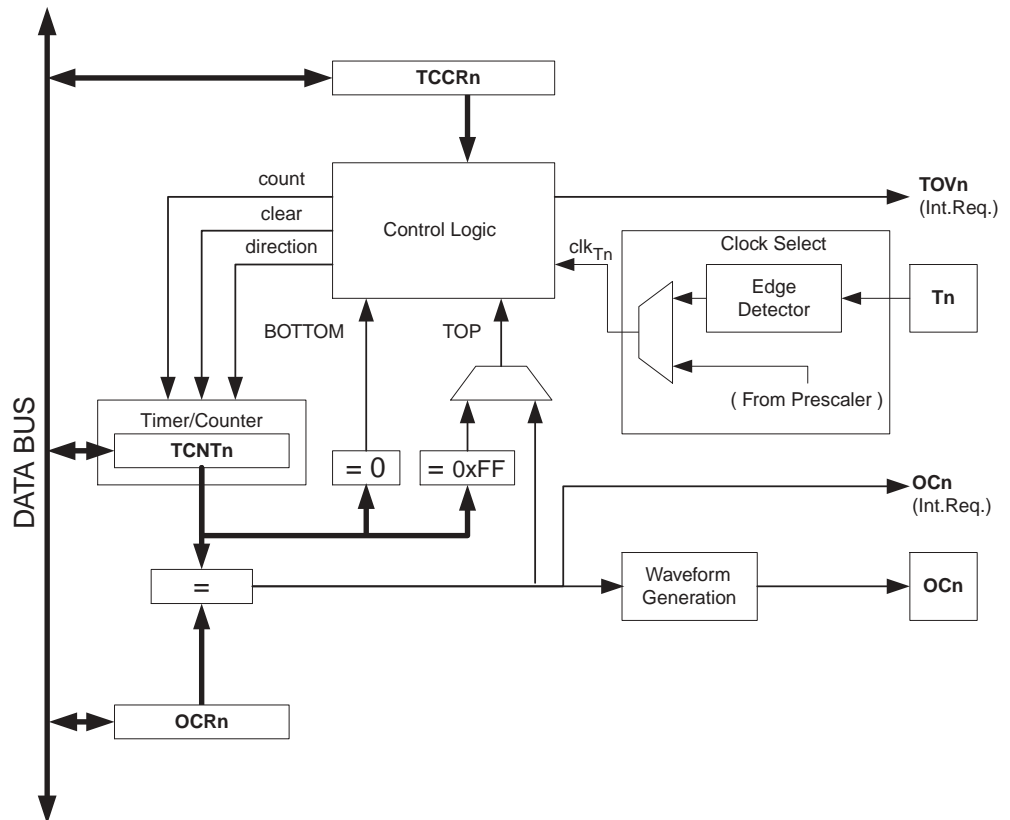 TCCRn
count
clear
direction
Control Logic
TOVn
(Int.Req.)
clkTn
Clock Select
Edge
Detector
Tn
( From Prescaler )
BOTTOM
TOP
DATA BUS
Timer/Counter
TCNTn
= 0
= 0xFF
OCn
(Int.Req.)
=
Waveform
Generation
OCn
OCRn